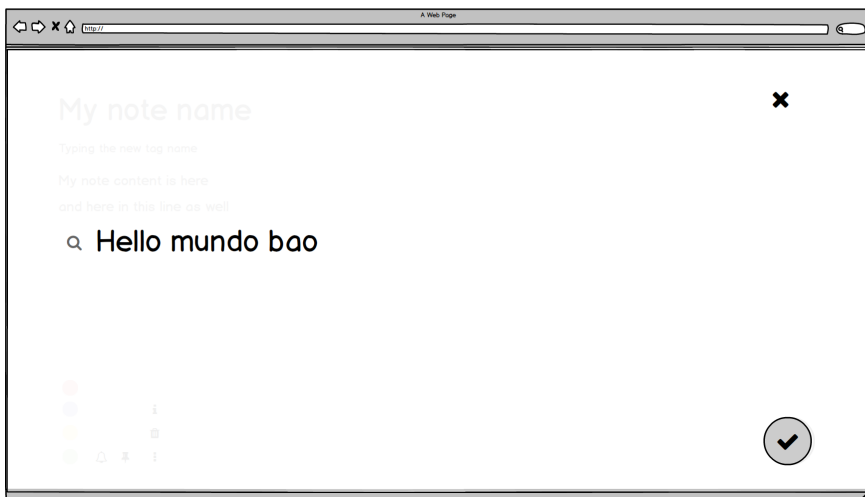 A Web Page
http://
My note name
Typing the new tag name
My note content is here
and here in this line as well
Hello mundo bao